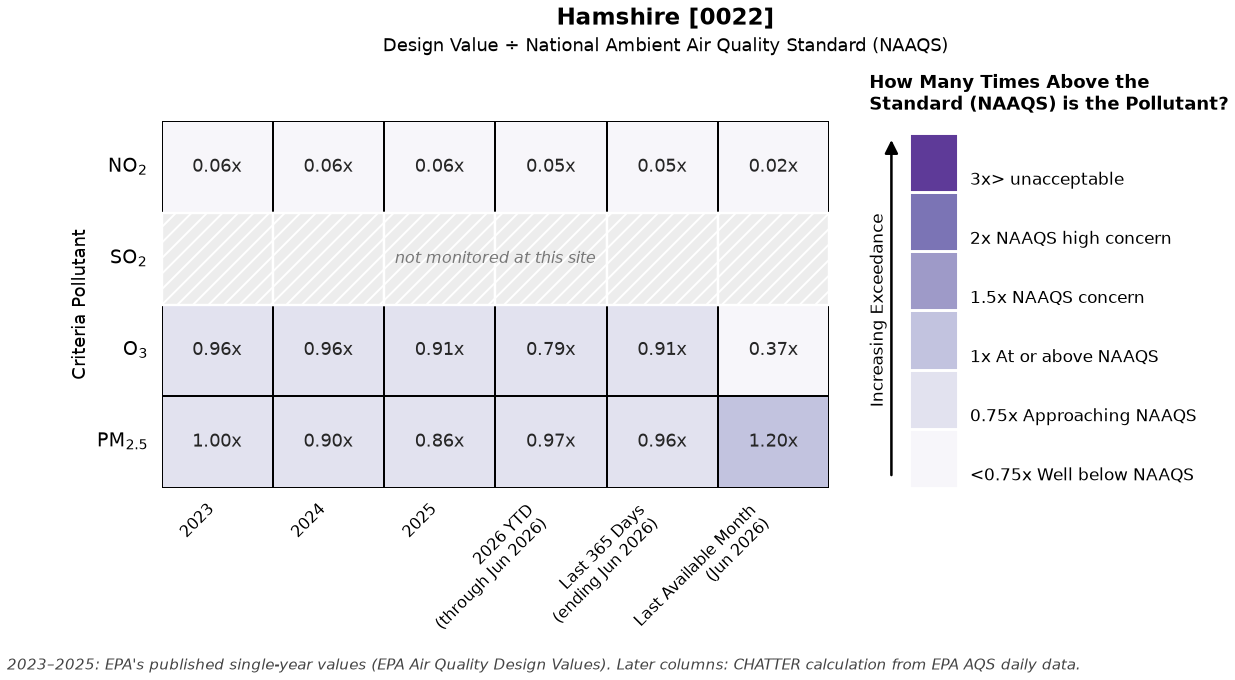 Hamshire [0022]
Design Value ÷ National Ambient Air Quality Standard (NAAQS)
How Many Times Above the
Standard (NAAQS) is the Pollutant?
Criteria Pollutant
NO₂ 0.06x 0.06x 0.06x 0.05x 0.05x 0.02x
SO₂ not monitored at this site
O₃ 0.96x 0.96x 0.91x 0.79x 0.91x 0.37x
PM₂.₅ 1.00x 0.90x 0.86x 0.97x 0.96x 1.20x
2023
2024
2025
2026 YTD
(through Jun 2026)
Last 365 Days
(ending Jun 2026)
Last Available Month
(Jun 2026)
Increasing Exceedance
3x> unacceptable
2x NAAQS high concern
1.5x NAAQS concern
1x At or above NAAQS
0.75x Approaching NAAQS
<0.75x Well below NAAQS
2023–2025: EPA's published single-year values (EPA Air Quality Design Values). Later columns: CHATTER calculation from EPA AQS daily data.